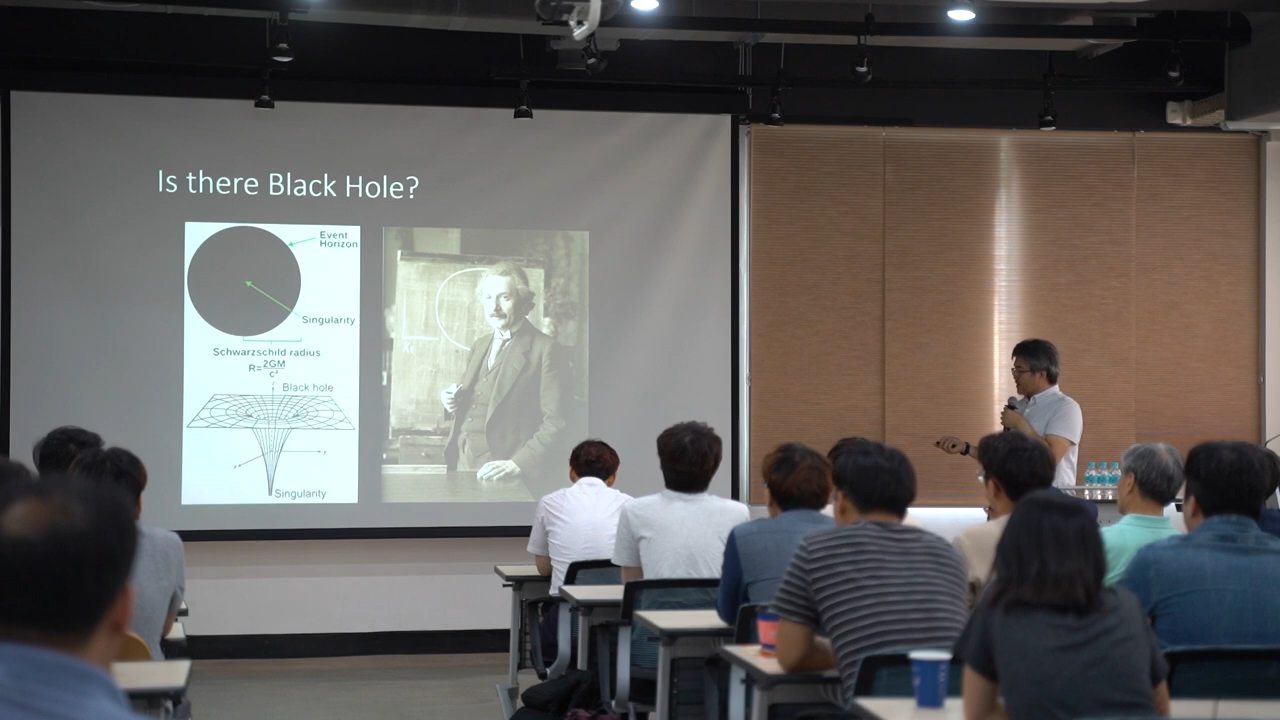 Is there Black Hole?
Event
Horizon
Singularity
Schwarzschild radius
R=2GM/c²
Black hole
Singularity